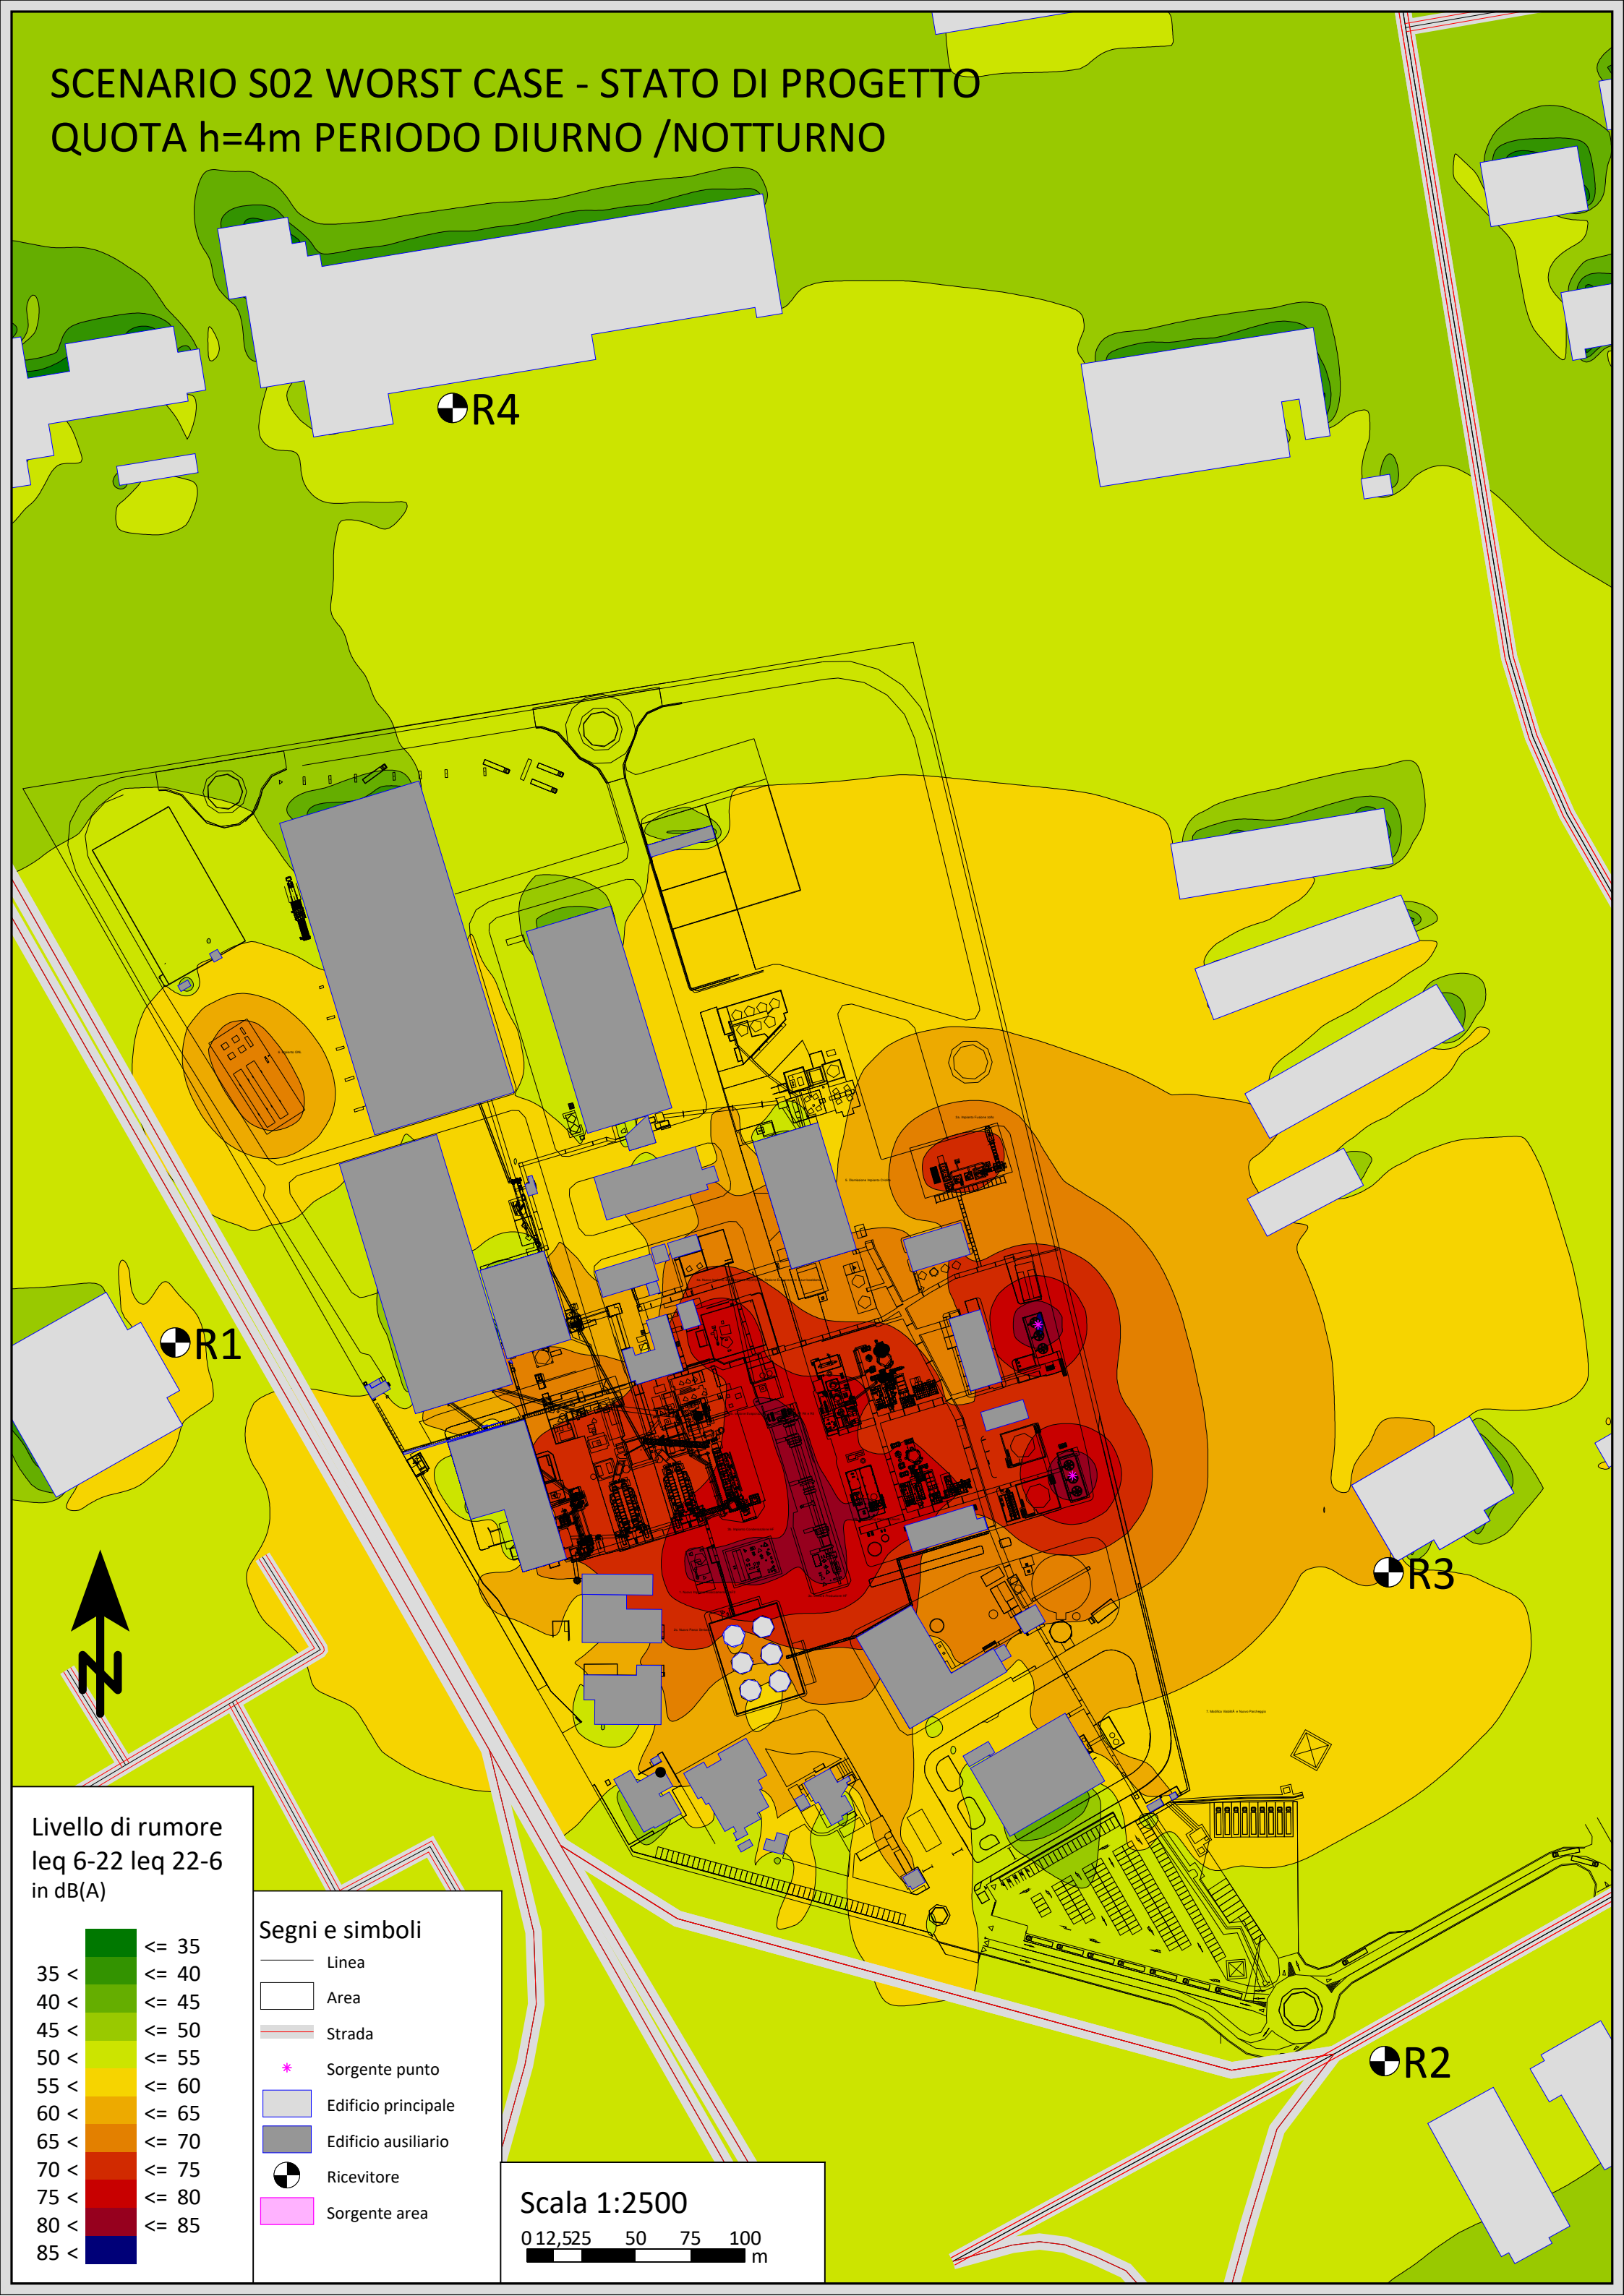 SCENARIO S02 WORST CASE - STATO DI PROGETTO
QUOTA h=4m PERIODO DIURNO /NOTTURNO
R4
R1
R3
R2
N
Livello di rumore
leq 6-22 leq 22-6
in dB(A)
<= 35
35 < <= 40
40 < <= 45
45 < <= 50
50 < <= 55
55 < <= 60
60 < <= 65
65 < <= 70
70 < <= 75
75 < <= 80
80 < <= 85
85 <
Segni e simboli
Linea
Area
Strada
Sorgente punto
Edificio principale
Edificio ausiliario
Ricevitore
Sorgente area
Scala 1:2500
0 12,525 50 75 100
m